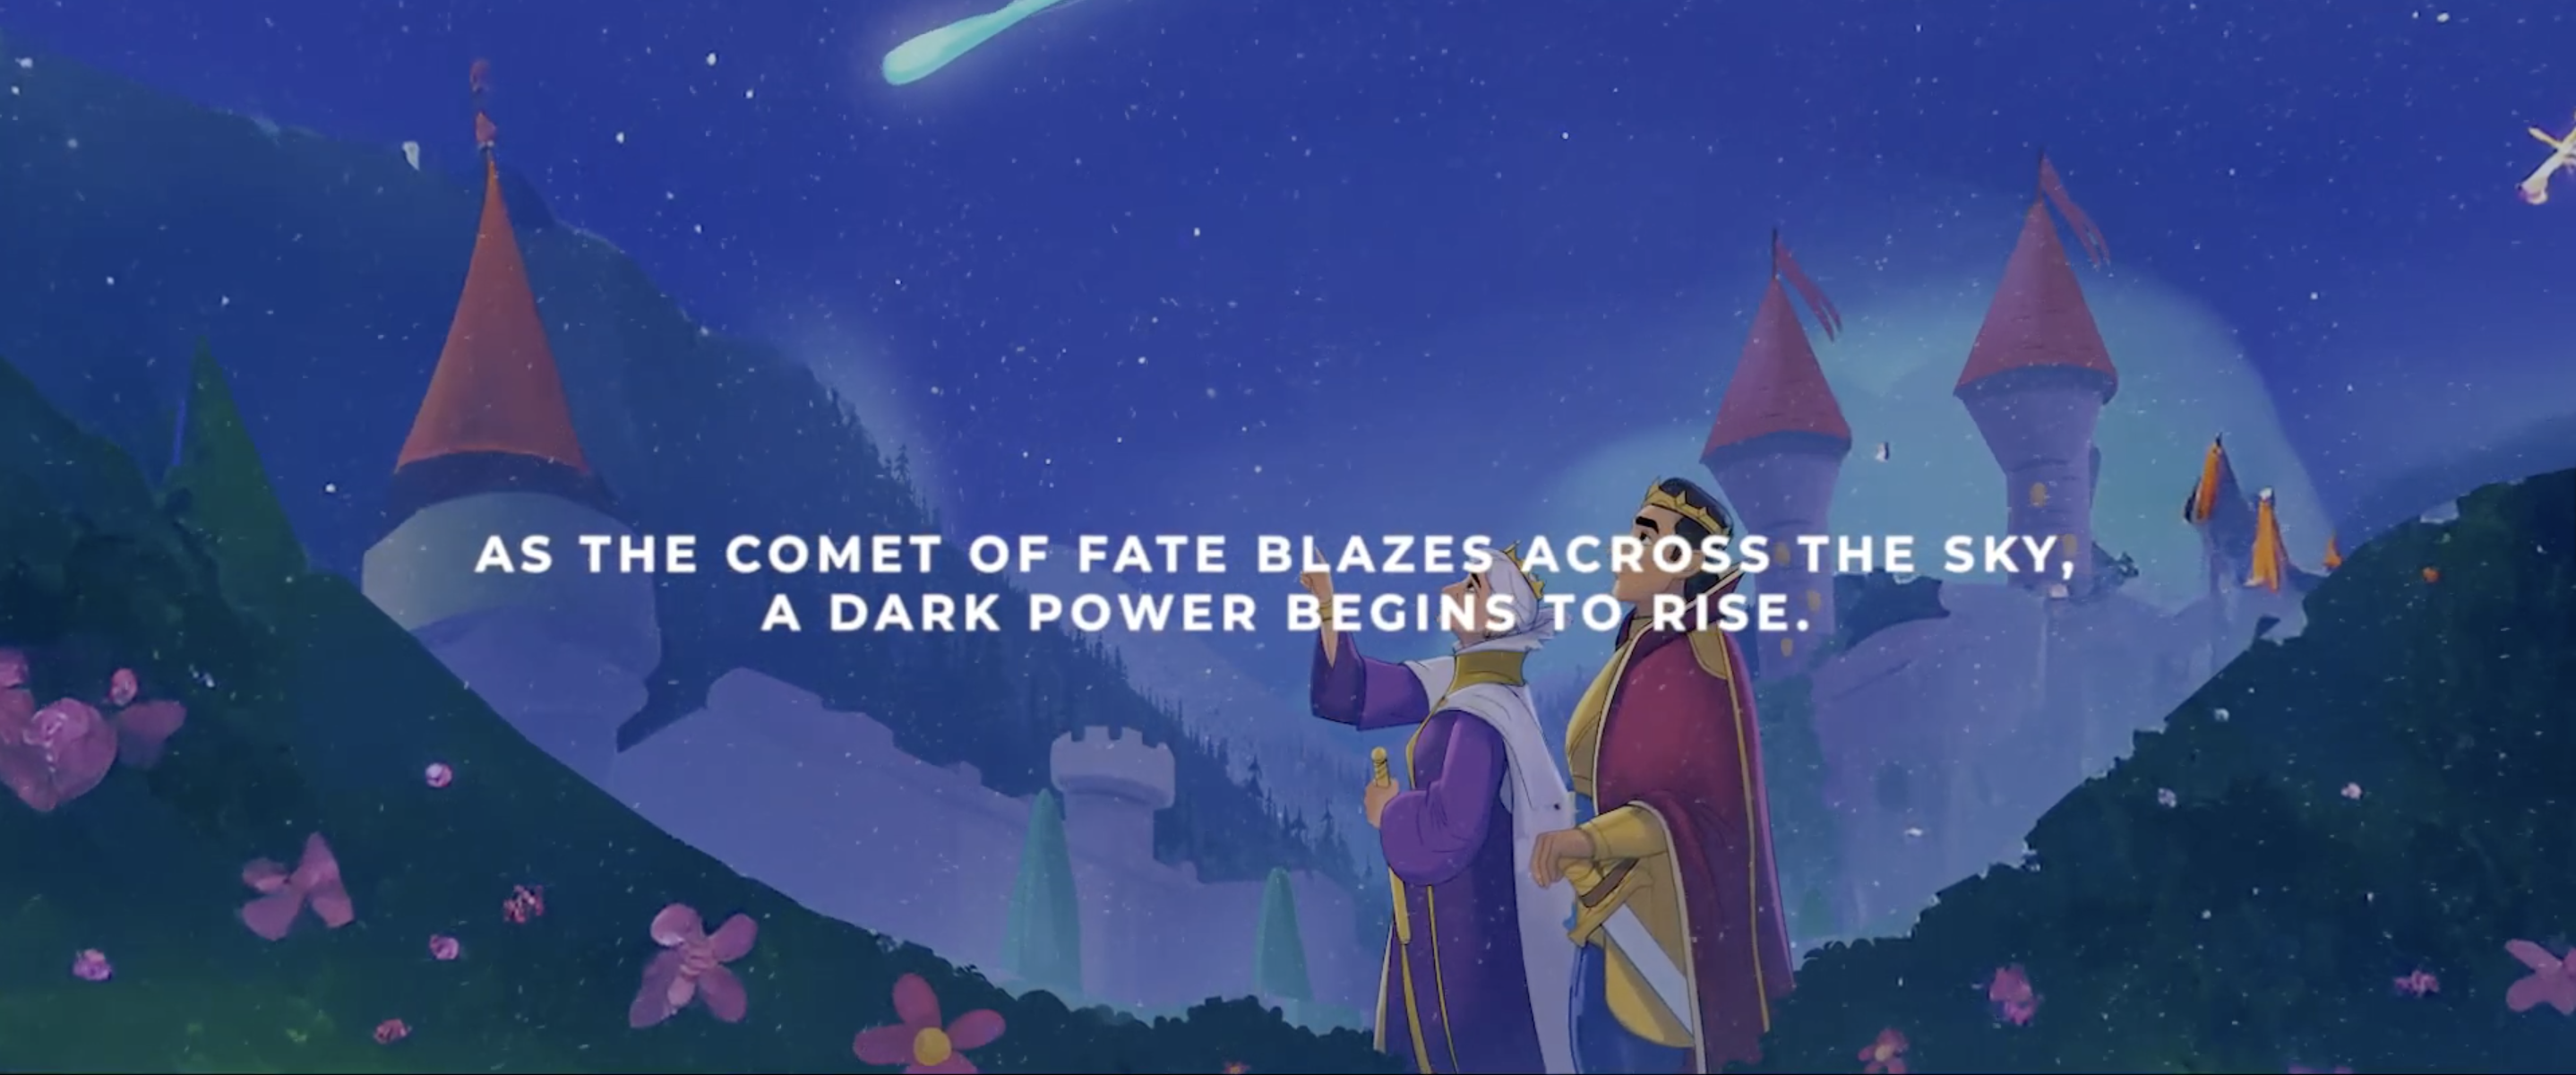 AS THE COMET OF FATE BLAZES ACROSS THE SKY,
A DARK POWER BEGINS TO RISE.